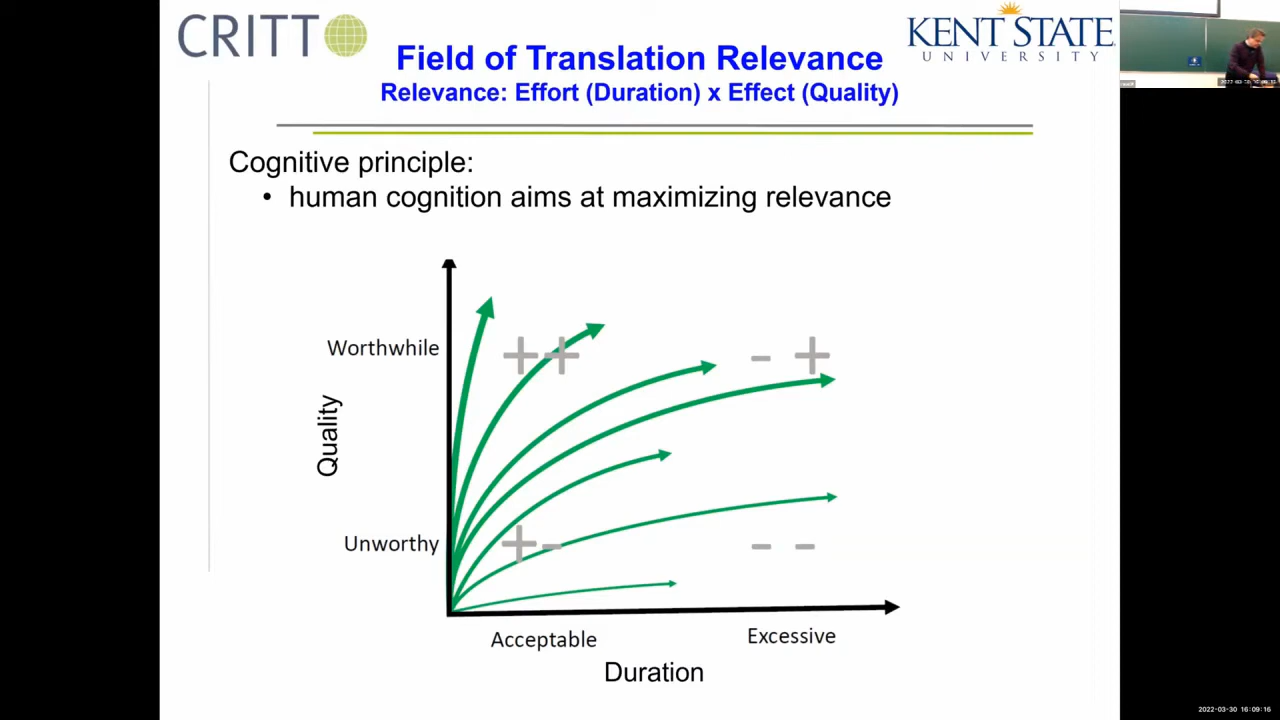 CRITT
KENT STATE
UNIVERSITY
Field of Translation Relevance
Relevance: Effort (Duration) x Effect (Quality)
Cognitive principle:
• human cognition aims at maximizing relevance
Worthwhile
+ +
- +
Quality
Unworthy
+ -
- -
Acceptable
Excessive
Duration
2022-03-30 16:09:16